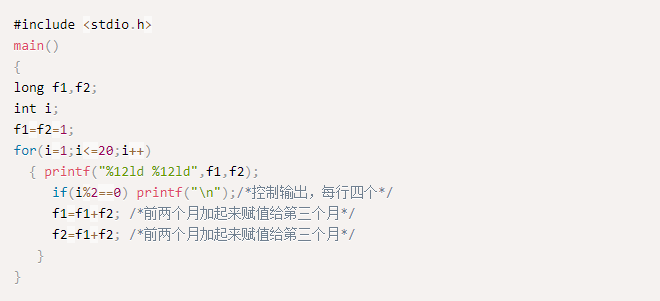 #include <stdio.h>
main()
{
long f1,f2;
int i;
f1=f2=1;
for(i=1;i<=20;i++)
{ printf("%12ld %12ld",f1,f2);
if(i%2==0) printf("\n");/*控制输出，每行四个*/
f1=f1+f2; /*前两个月加起来赋值给第三个月*/
f2=f1+f2; /*前两个月加起来赋值给第三个月*/
}
}